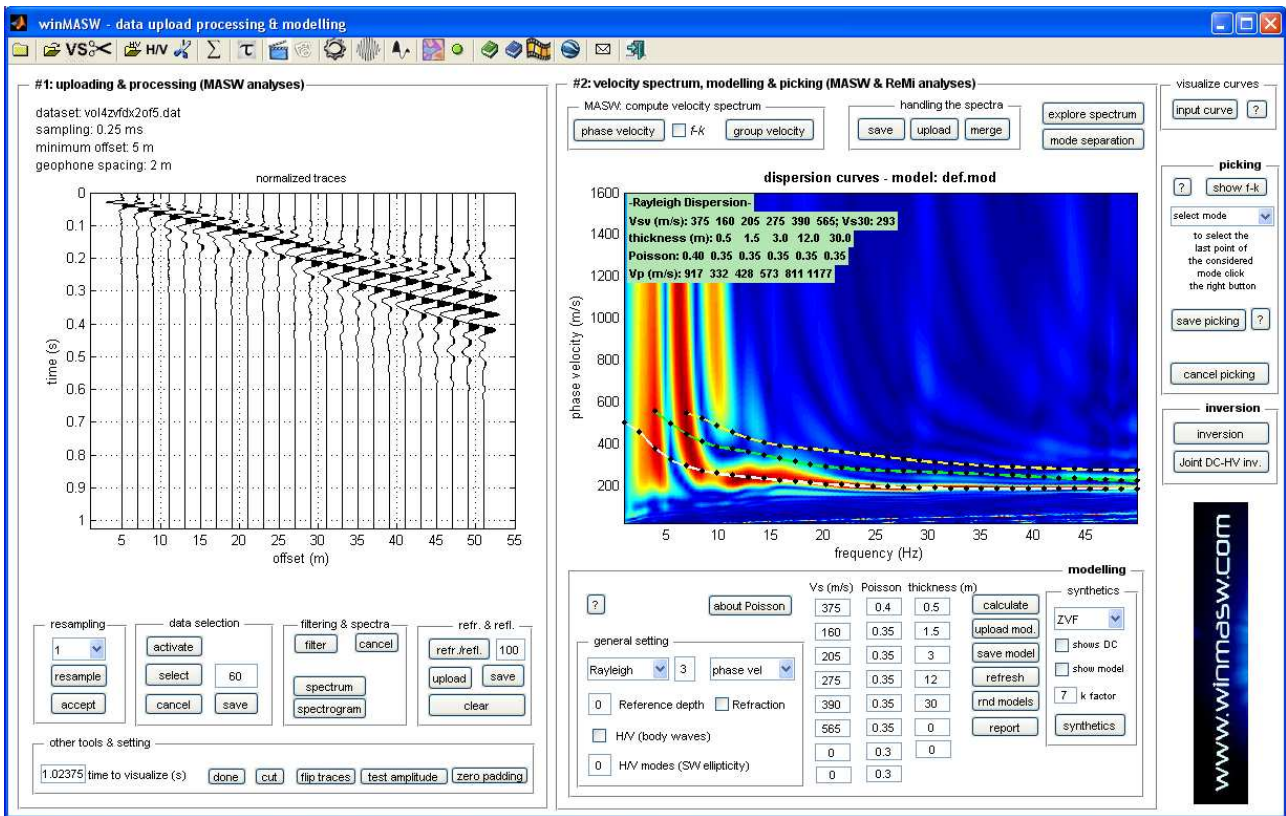 winMASW - data upload processing & modelling
VS
H/V
Σ
τ
#1: uploading & processing (MASW analyses)
dataset: vol4zvfdx2of5.dat
sampling: 0.25 ms
minimum offset: 5 m
geophone spacing: 2 m
normalized traces
0
0.1
0.2
0.3
0.4
0.5
0.6
0.7
0.8
0.9
1
time (s)
5 10 15 20 25 30 35 40 45 50 55
offset (m)
resampling
1
resample
accept
data selection
activate
select 60
cancel save
filtering & spectra
filter cancel
spectrum
spectrogram
refr. & refl.
refr./refl. 100
upload save
clear
other tools & setting
1.02375 time to visualize (s) done cut flip traces test amplitude zero padding
#2: velocity spectrum, modelling & picking (MASW & ReMi analyses)
MASW: compute velocity spectrum
phase velocity f-k group velocity
handling the spectra
save upload merge
explore spectrum
mode separation
dispersion curves - model: def.mod
-Rayleigh Dispersion-
Vsv (m/s): 375 160 205 275 390 565; Vs30: 293
thickness (m): 0.5 1.5 3.0 12.0 30.0
Poisson: 0.40 0.35 0.35 0.35 0.35 0.35
Vp (m/s): 917 332 428 573 811 1177
1600
1400
1200
1000
800
600
400
200
phase velocity (m/s)
5 10 15 20 25 30 35 40 45
frequency (Hz)
modelling
? about Poisson
general setting
Rayleigh 3 phase vel
0 Reference depth Refraction
H/V (body waves)
0 H/V modes (SW ellipticity)
Vs (m/s) Poisson thickness (m)
375 0.4 0.5
160 0.35 1.5
205 0.35 3
275 0.35 12
390 0.35 30
565 0.35 0
0 0.3 0
0 0.3
calculate
upload mod.
save model
refresh
rnd models
report
synthetics
ZVF
shows DC
show model
7 k factor
synthetics
visualize curves
input curve ?
picking
? show f-k
select mode
to select the
last point of
the considered
mode click
the right button
save picking ?
cancel picking
inversion
inversion
Joint DC-HV inv.
www.winmasw.com